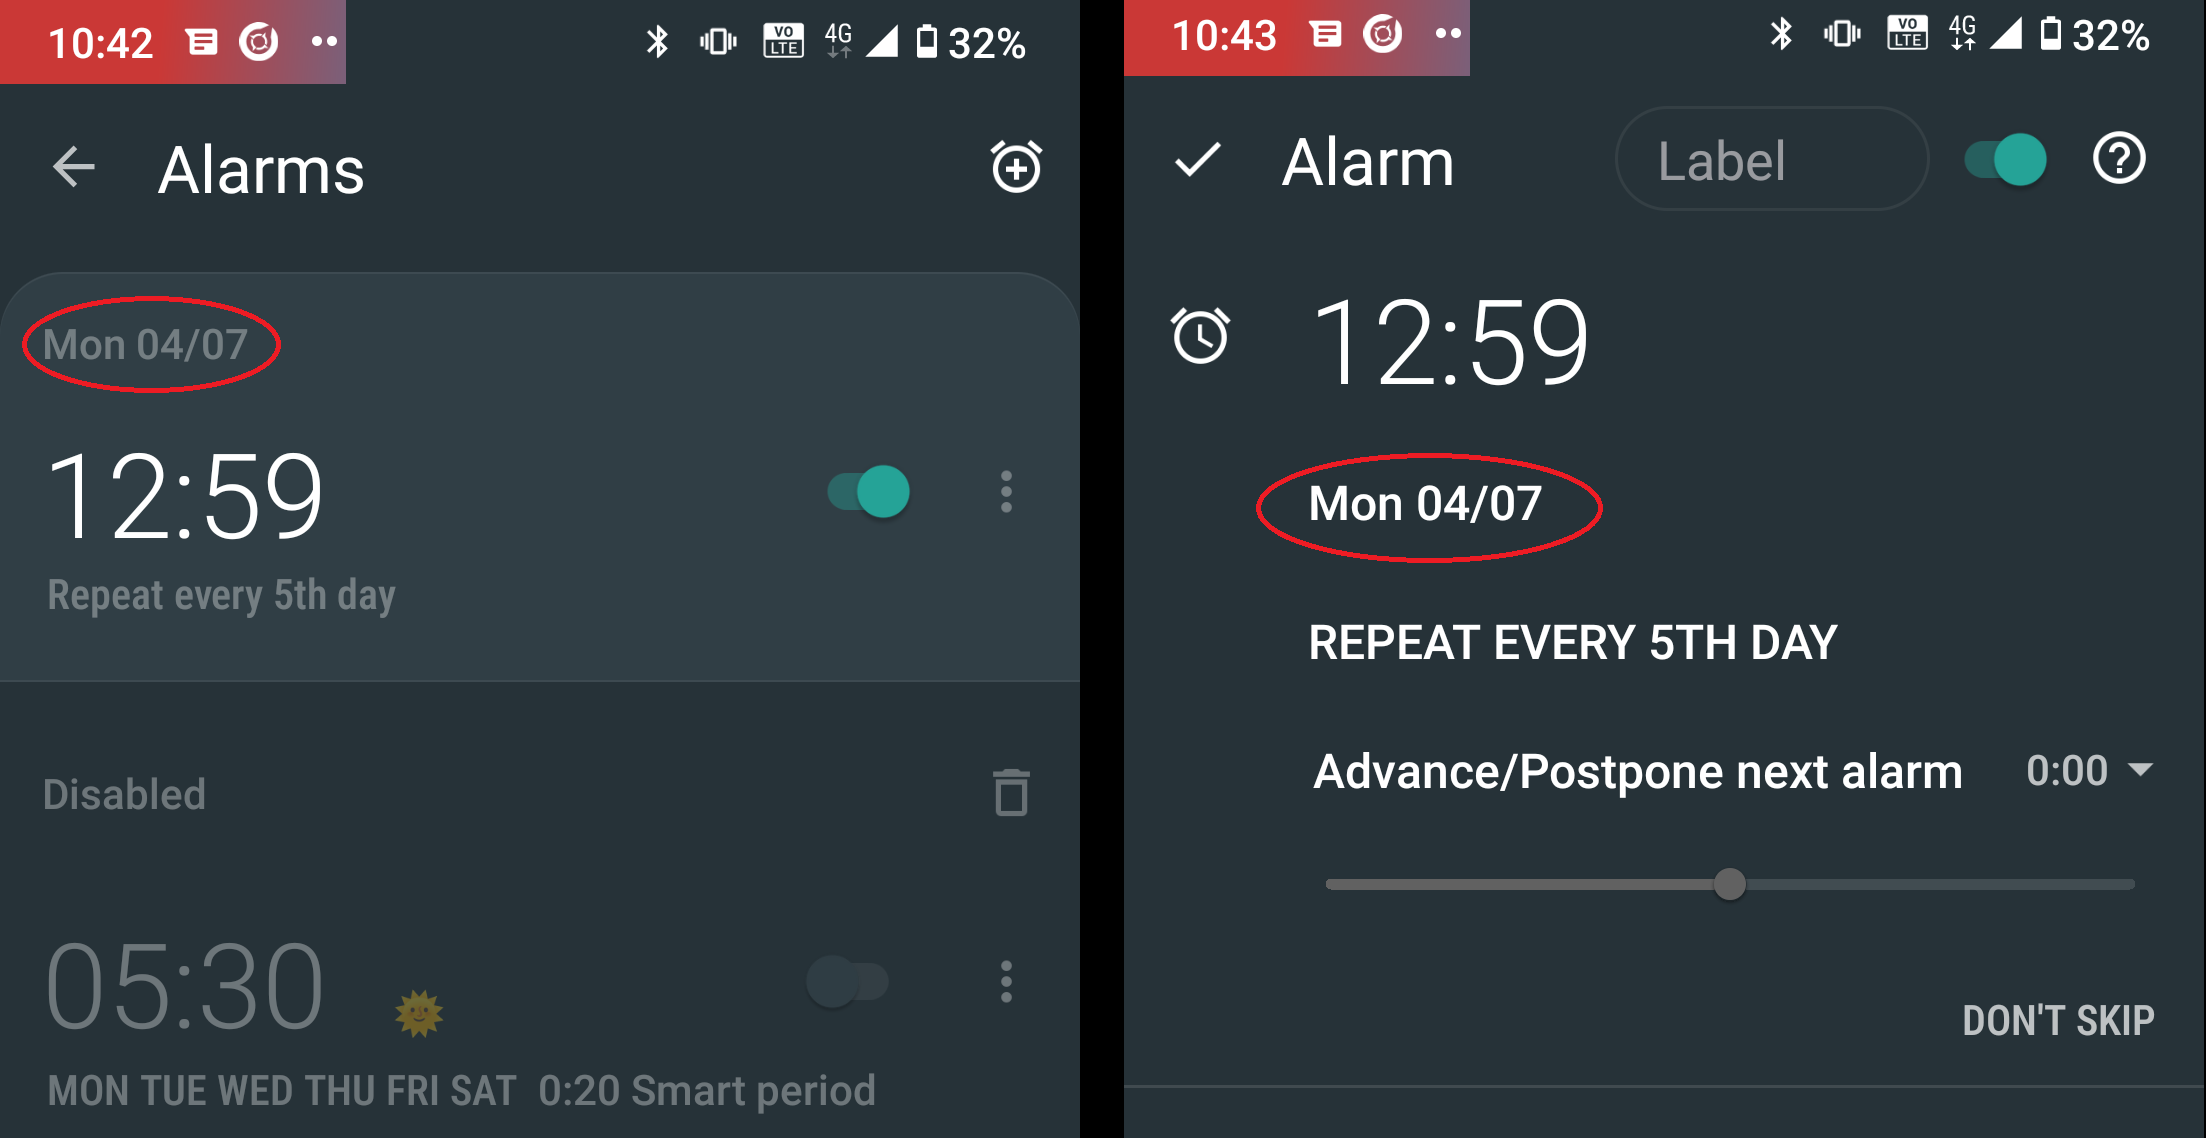 10:42
VO LTE 4G 32%
Alarms
Mon 04/07
12:59
Repeat every 5th day
Disabled
05:30
MON TUE WED THU FRI SAT 0:20 Smart period
10:43
VO LTE 4G 32%
Alarm
Label
12:59
Mon 04/07
REPEAT EVERY 5TH DAY
Advance/Postpone next alarm 0:00
DON'T SKIP